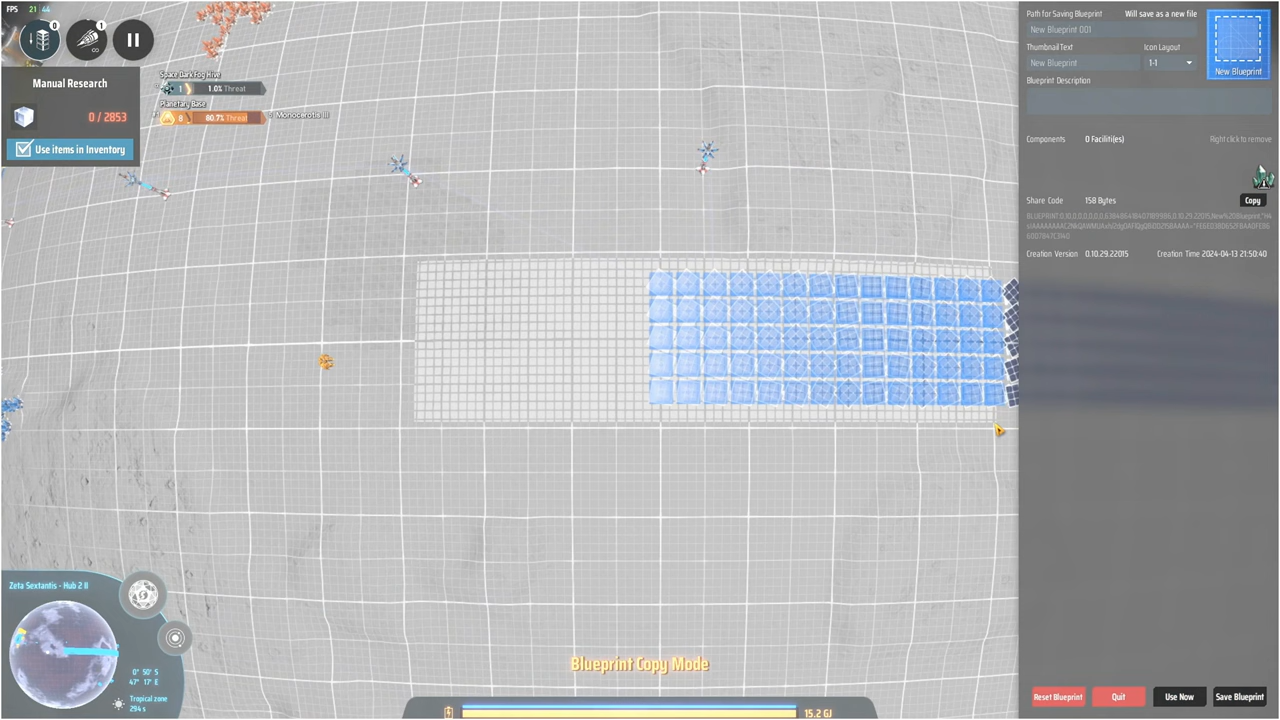 FPS 21 44
0
1
∞
Manual Research
0 / 2853
Use items in Inventory
Space Dark Fog Hive
1 1.0% Threat
Planetary Base
8 80.7% Threat
Monocerotis III
Path for Saving Blueprint
Will save as a new file
New Blueprint 001
Thumbnail Text
Icon Layout
New Blueprint
1-1
New Blueprint
Blueprint Description
Components
0 Faciliti(es)
Right click to remove
Share Code
158 Bytes
Copy
Creation Version
0.10.29.22015
Creation Time 2024-04-13 21:50:40
Zeta Sextantis - Hub 2 II
0° 50' S
47° 17' E
Tropical zone
294 s
Blueprint Copy Mode
15.2 GJ
Reset Blueprint
Quit
Use Now
Save Blueprint